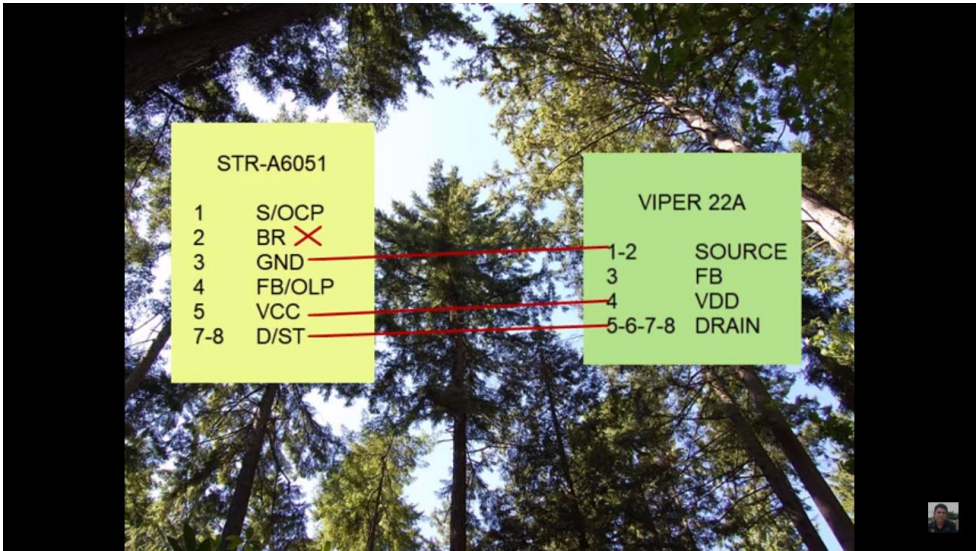 STR-A6051
1 S/OCP
2 BR
3 GND
4 FB/OLP
5 VCC
7-8 D/ST
VIPER 22A
1-2 SOURCE
3 FB
4 VDD
5-6-7-8 DRAIN